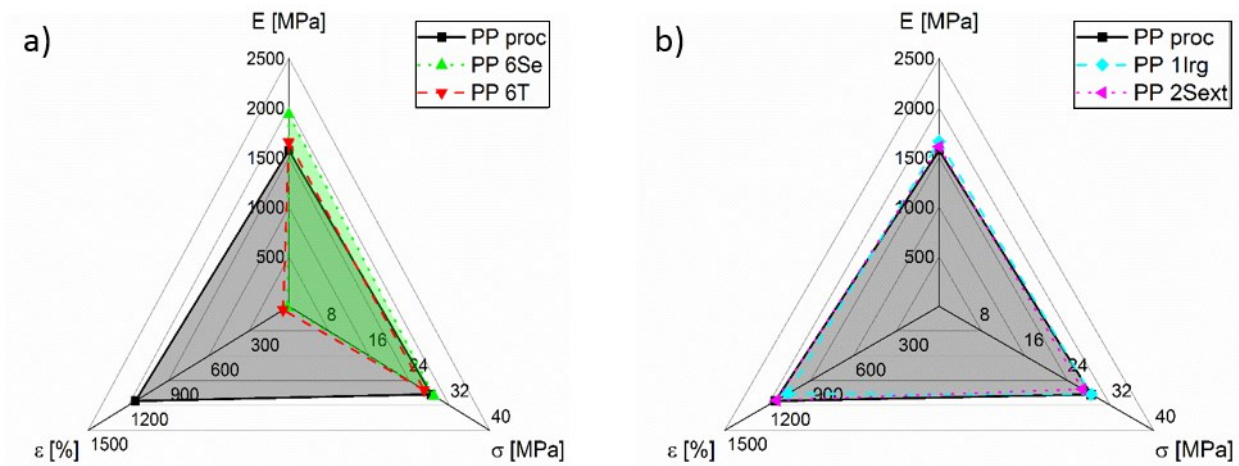 a)
E [MPa]
PP proc
PP 6Se
PP 6T
2500
2000
1500
1000
500
8
16
24
32
40
300
600
900
1200
1500
ε [%]
σ [MPa]
b)
E [MPa]
PP proc
PP 1Irg
PP 2Sext
2500
2000
1500
1000
500
8
16
24
32
40
300
600
900
1200
1500
ε [%]
σ [MPa]